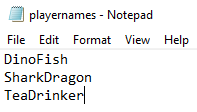 playernames - Notepad
File Edit Format View Help
DinoFish
SharkDragon
TeaDrinker